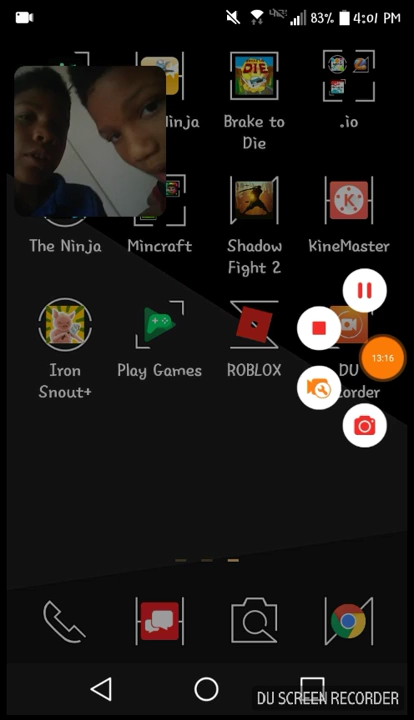 83% 4:01 PM
Ninja
Brake to
Die
.io
The Ninja
Mincraft
Shadow
Fight 2
KineMaster
13:16
Iron
Snout+
Play Games
ROBLOX
DU
corder
DU SCREEN RECORDER